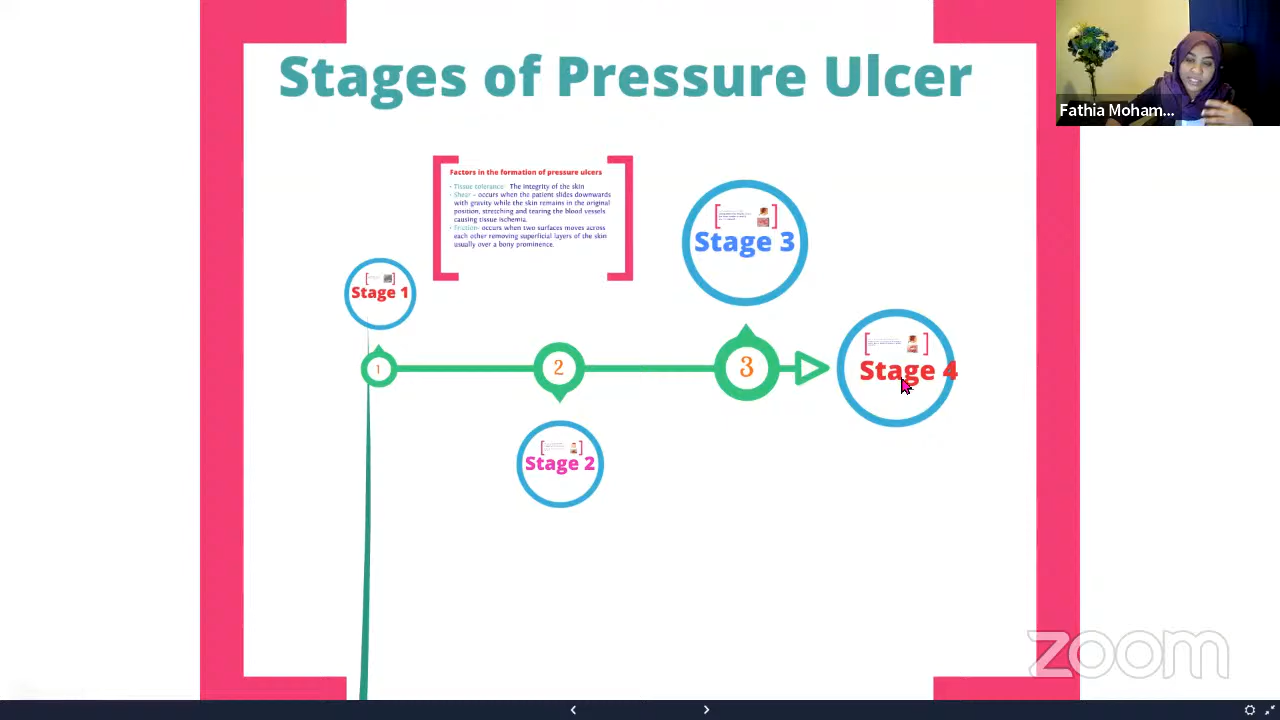 Stages of Pressure Ulcer
Fathia Moham...
Factors in the formation of pressure ulcers
• Tissue tolerance The integrity of the skin
• Shear - occurs when the patient slides downwards
with gravity while the skin remains in the original
position, stretching and tearing the blood vessels
causing tissue ischemia.
• Friction- occurs when two surfaces moves across
each other removing superficial layers of the skin
usually over a bony prominence.
Stage 3
Stage 1
1
2
3
Stage 4
Stage 2
zoom